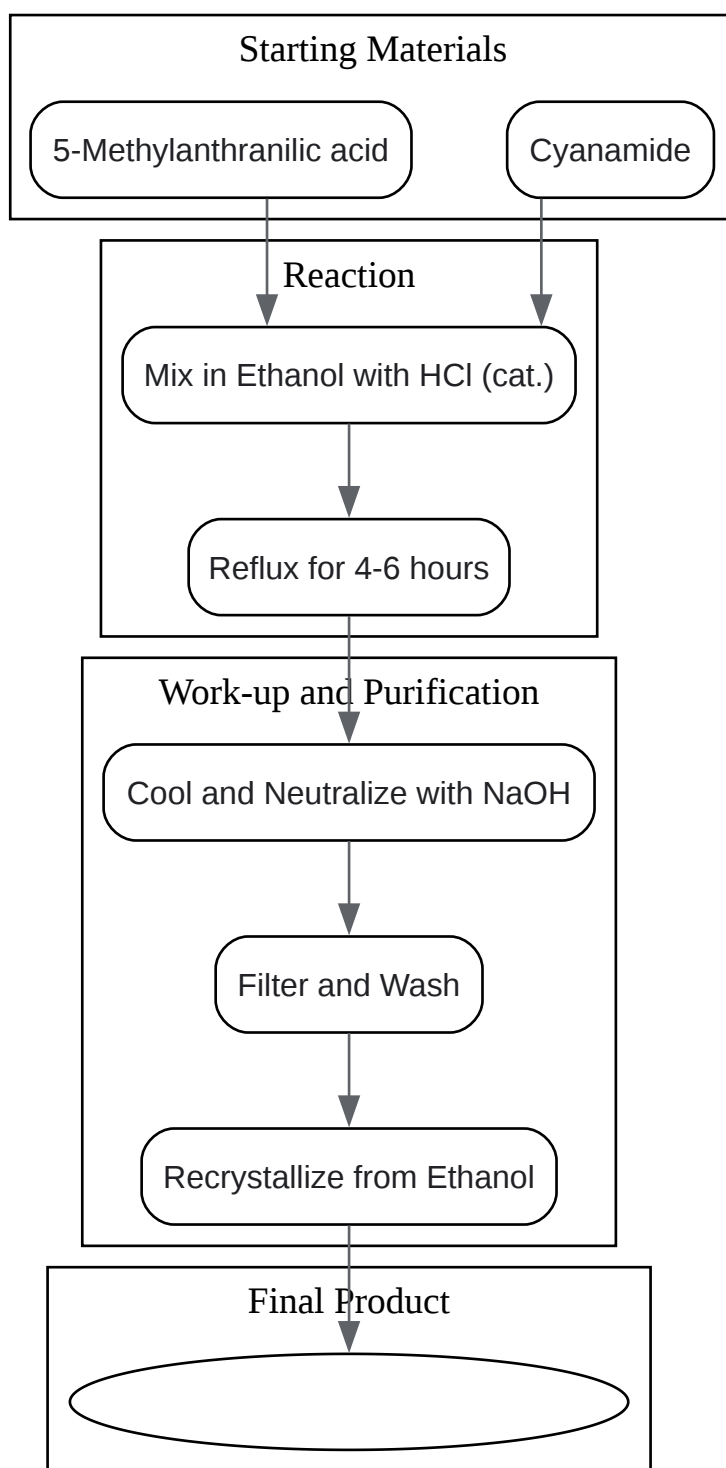 Starting Materials
5-Methylanthranilic acid
Cyanamide
Reaction
Mix in Ethanol with HCl (cat.)
Reflux for 4-6 hours
Work-up and Purification
Cool and Neutralize with NaOH
Filter and Wash
Recrystallize from Ethanol
Final Product